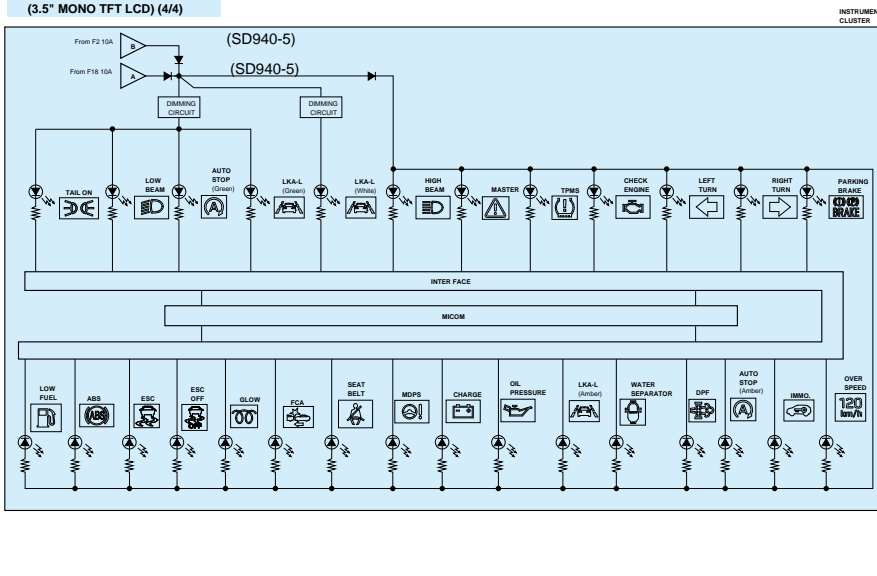 (3.5" MONO TFT LCD) (4/4)
INSTRUMEN
CLUSTER
From F2 10A
B
(SD940-5)
From F18 10A
A
(SD940-5)
DIMMING
CIRCUIT
DIMMING
CIRCUIT
TAIL ON
LOW
BEAM
AUTO
STOP
(Green)
LKA-L
(Green)
LKA-L
(White)
HIGH
BEAM
MASTER
TPMS
CHECK
ENGINE
LEFT
TURN
RIGHT
TURN
PARKING
BRAKE
BRAKE
INTER FACE
MICOM
LOW
FUEL
ABS
(ABS)
ESC
ESC
OFF
OFF
GLOW
FCA
SEAT
BELT
MDPS
CHARGE
OIL
PRESSURE
LKA-L
(Amber)
WATER
SEPARATOR
DPF
AUTO
STOP
(Amber)
IMMO.
OVER
SPEED
120
km/h